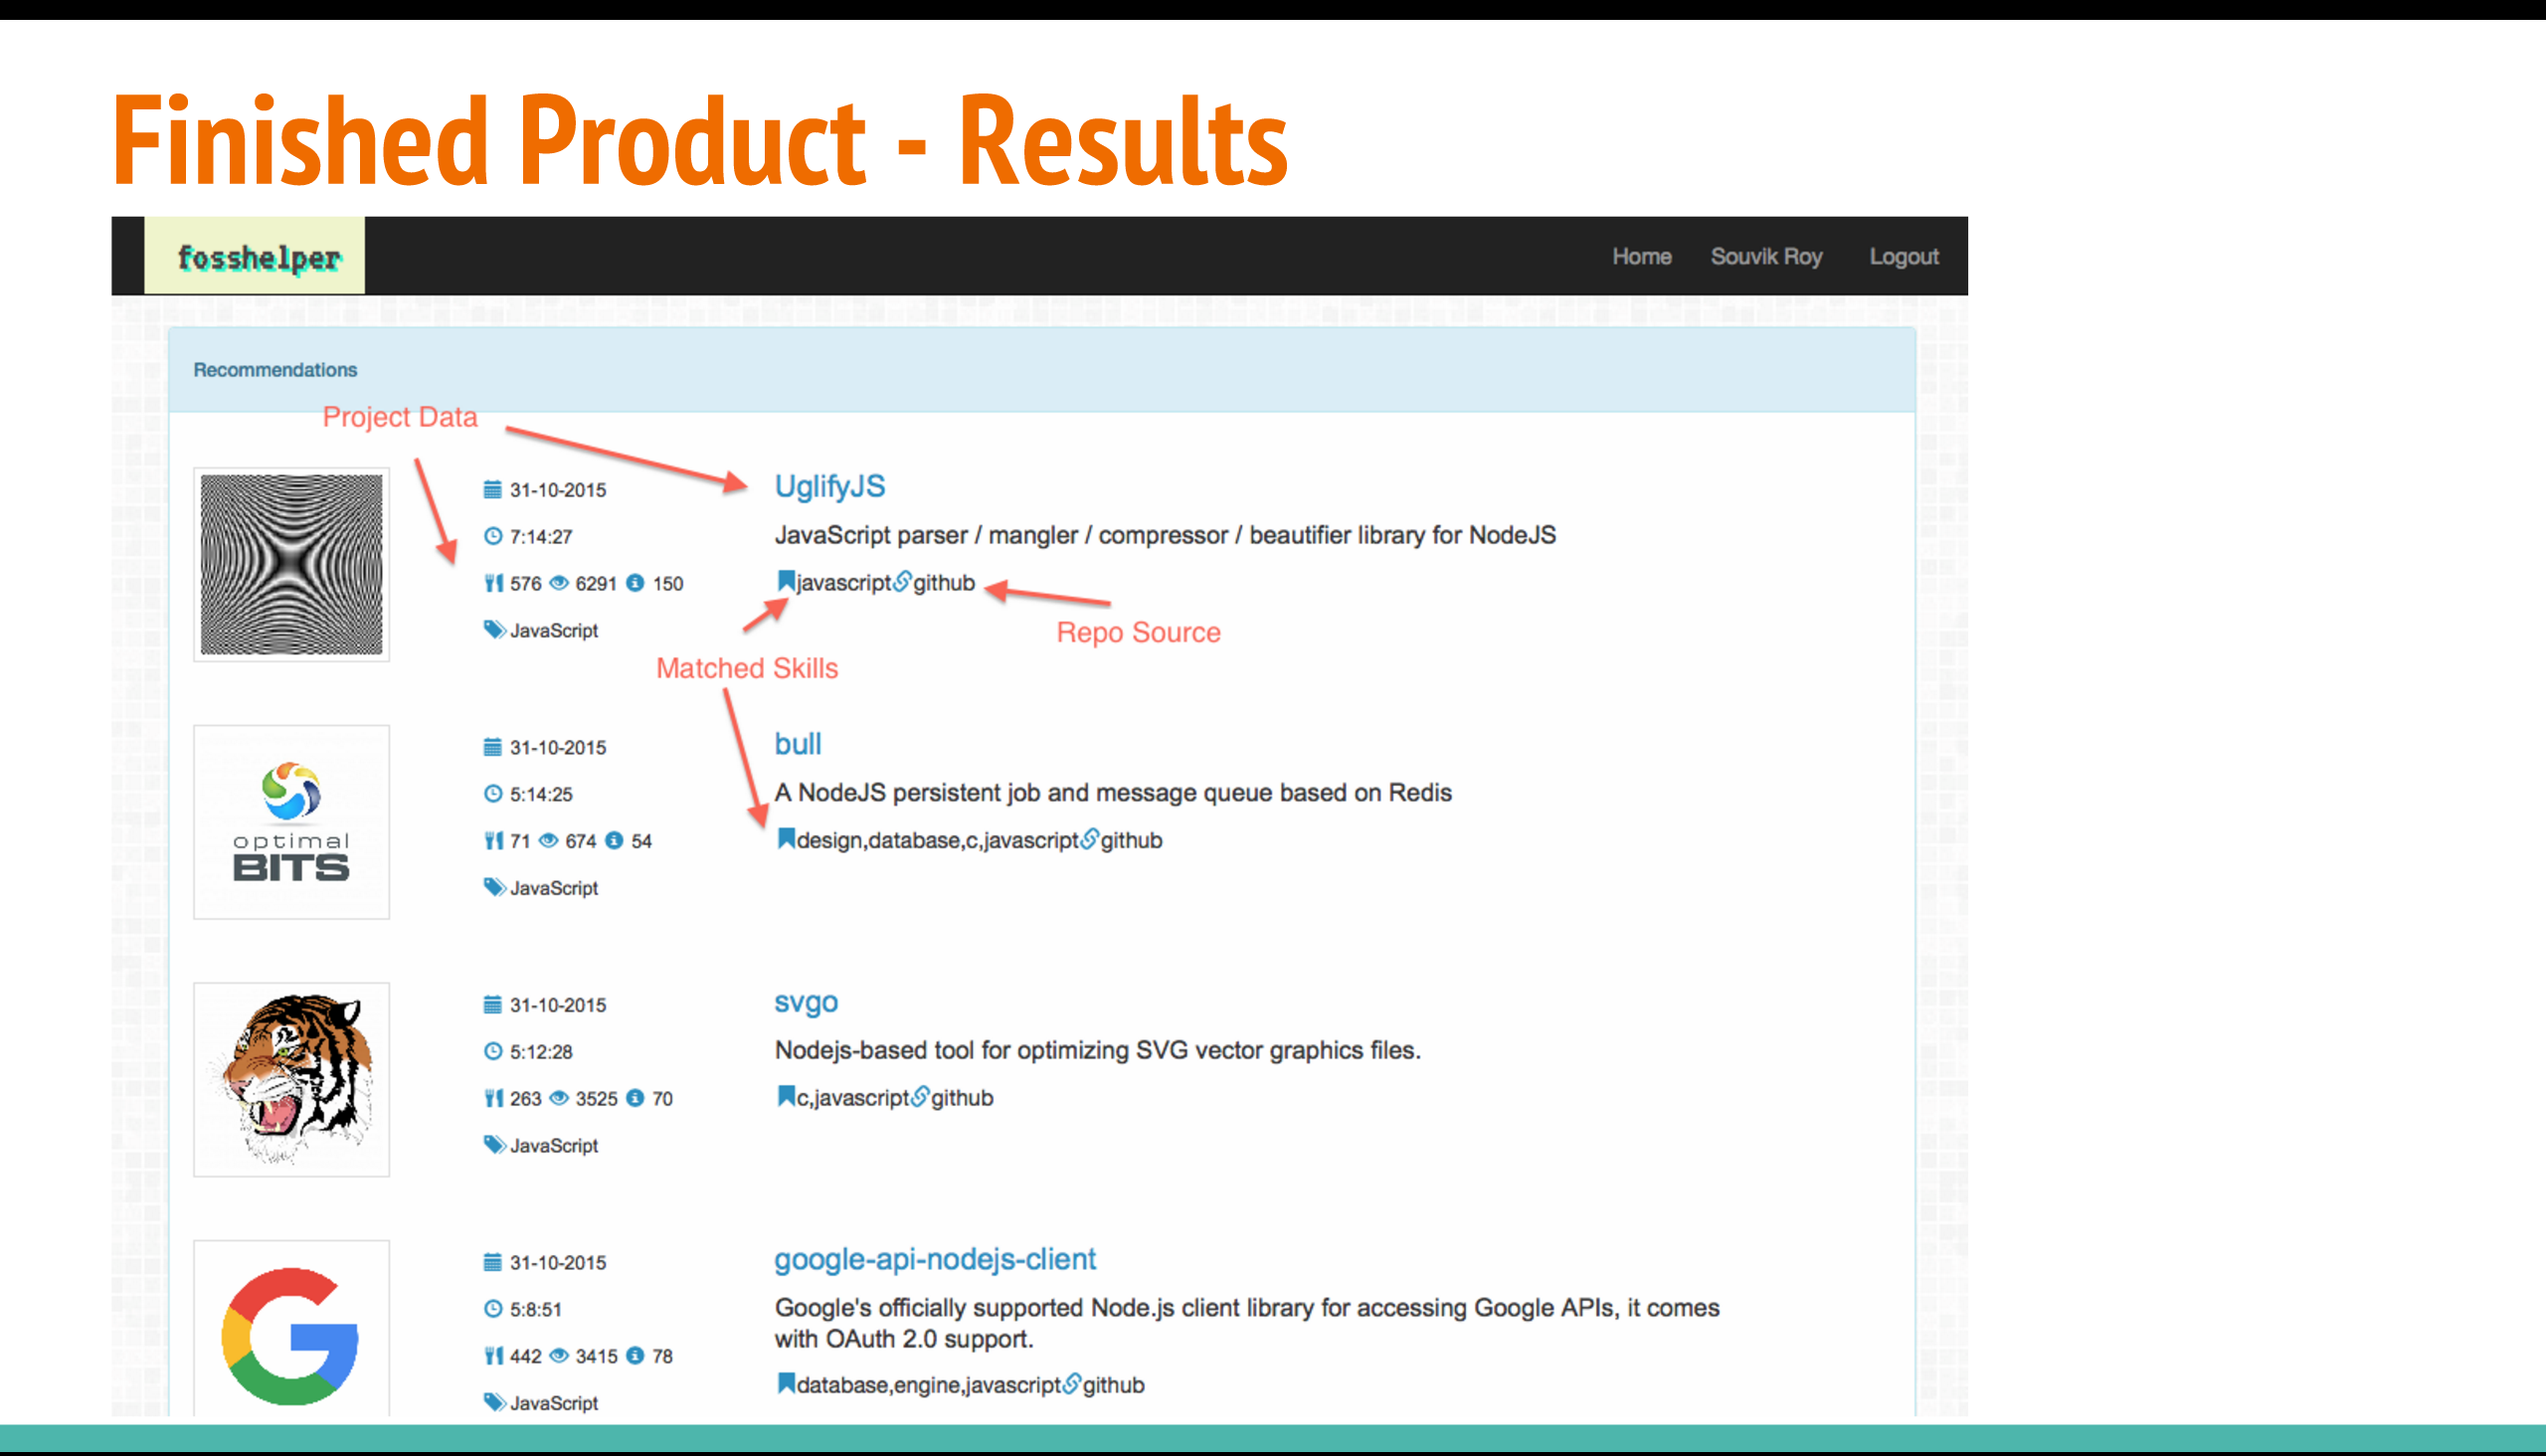 Finished Product - Results
fosshelper
Home Souvik Roy Logout
Recommendations
Project Data
31-10-2015
7:14:27
576 6291 150
JavaScript
UglifyJS
JavaScript parser / mangler / compressor / beautifier library for NodeJS
javascript github
Repo Source
Matched Skills
optimal
BITS
31-10-2015
5:14:25
71 674 54
JavaScript
bull
A NodeJS persistent job and message queue based on Redis
design,database,c,javascript github
31-10-2015
5:12:28
263 3525 70
JavaScript
svgo
Nodejs-based tool for optimizing SVG vector graphics files.
c,javascript github
G
31-10-2015
5:8:51
442 3415 78
JavaScript
google-api-nodejs-client
Google's officially supported Node.js client library for accessing Google APIs, it comes
with OAuth 2.0 support.
database,engine,javascript github